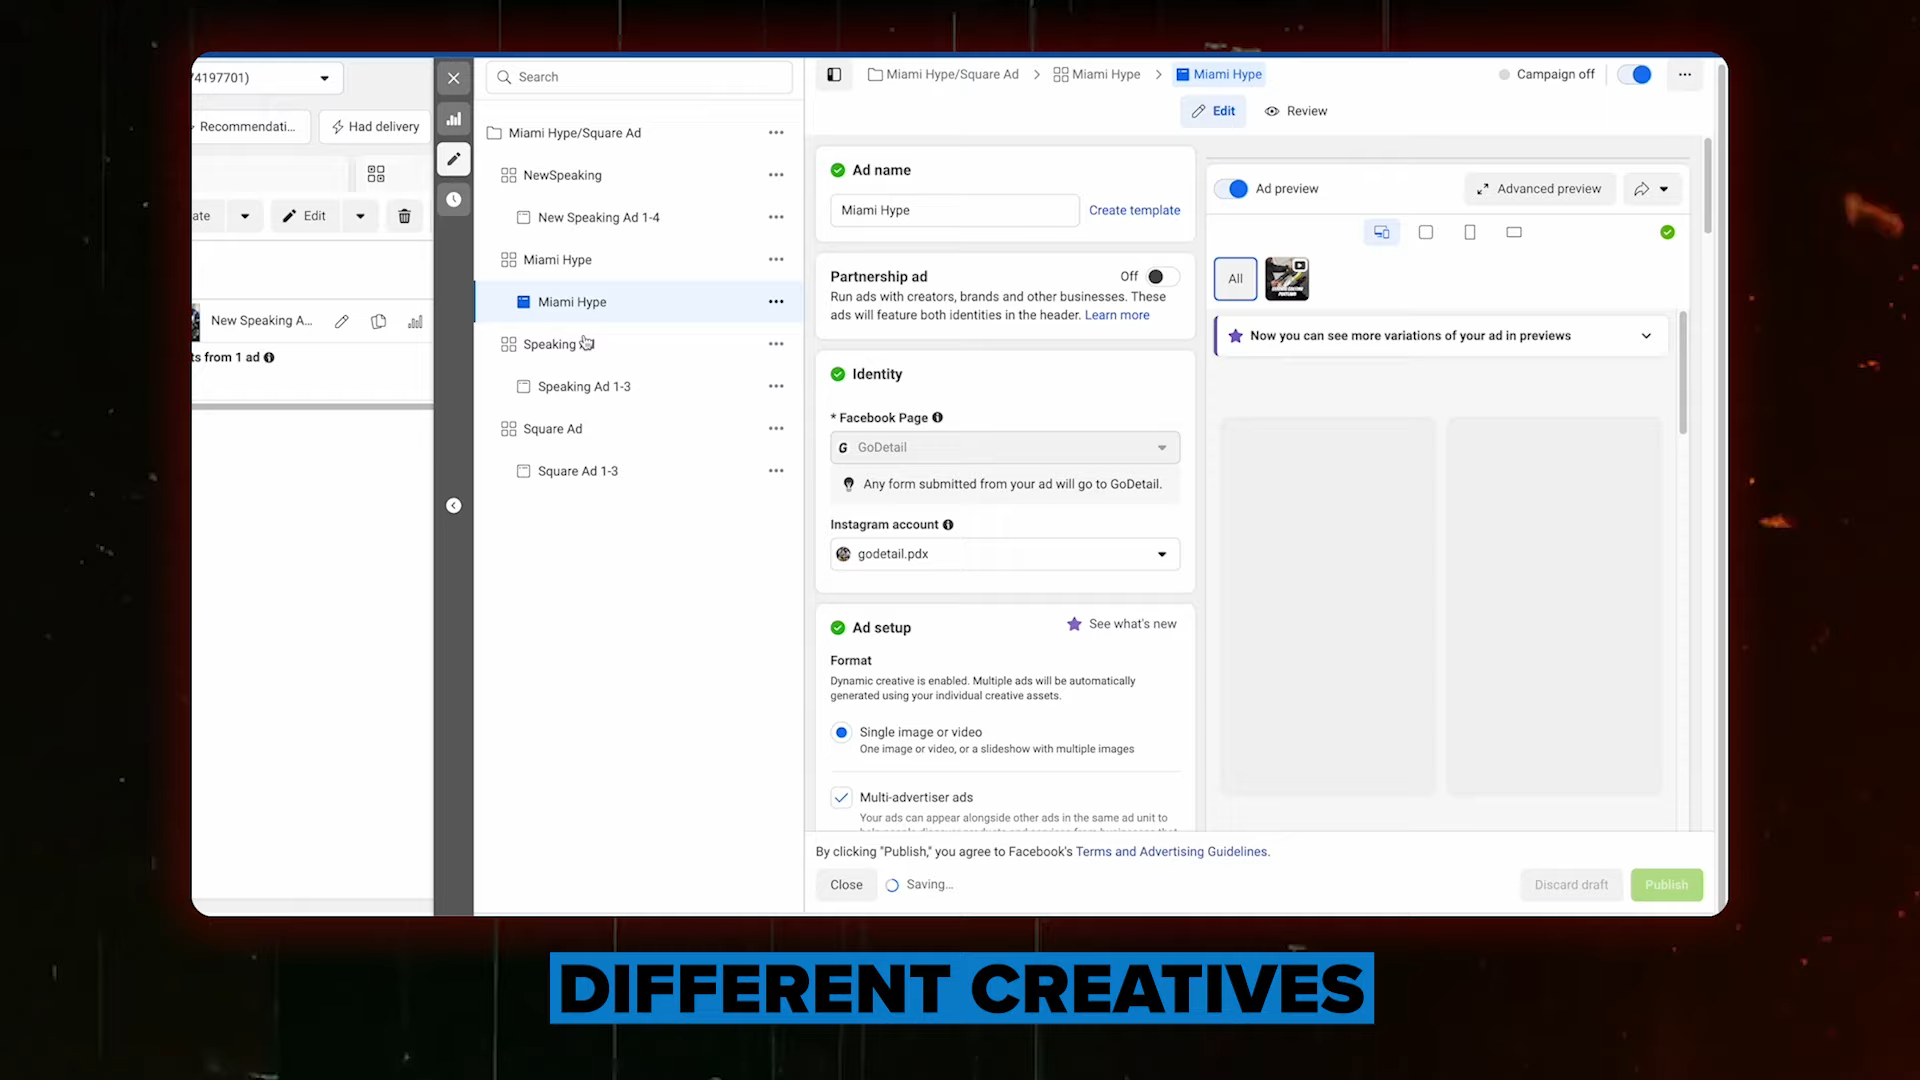 /4197701)
Recommendati...
Had delivery
ate
Edit
New Speaking A...
ts from 1 ad
Search
Miami Hype/Square Ad
NewSpeaking
New Speaking Ad 1-4
Miami Hype
Miami Hype
Speaking
Speaking Ad 1-3
Square Ad
Square Ad 1-3
Miami Hype/Square Ad
Miami Hype
Miami Hype
Campaign off
Edit
Review
Ad name
Miami Hype
Create template
Partnership ad
Off
Run ads with creators, brands and other businesses. These
ads will feature both identities in the header. Learn more
Identity
* Facebook Page
G GoDetail
Any form submitted from your ad will go to GoDetail.
Instagram account
godetail.pdx
Ad setup
See what's new
Format
Dynamic creative is enabled. Multiple ads will be automatically
generated using your individual creative assets.
Single image or video
One image or video, or a slideshow with multiple images
Multi-advertiser ads
Your ads can appear alongside other ads in the same ad unit to
Ad preview
Advanced preview
All
Now you can see more variations of your ad in previews
By clicking "Publish," you agree to Facebook's Terms and Advertising Guidelines.
Close
Saving...
Discard draft
Publish
DIFFERENT CREATIVES